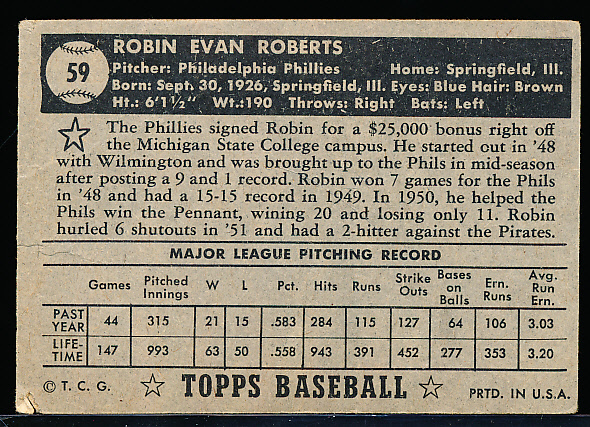 ROBIN EVAN ROBERTS
59
Pitcher: Philadelphia Phillies Home: Springfield, Ill.
Born: Sept. 30, 1926, Springfield, Ill. Eyes: Blue Hair: Brown
Ht.: 6'1½" Wt.:190 Throws: Right Bats: Left
The Phillies signed Robin for a $25,000 bonus right off
the Michigan State College campus. He started out in '48
with Wilmington and was brought up to the Phils in mid-season
after posting a 9 and 1 record. Robin won 7 games for the Phils
in '48 and had a 15-15 record in 1949. In 1950, he helped the
Phils win the Pennant, wining 20 and losing only 11. Robin
hurled 6 shutouts in '51 and had a 2-hitter against the Pirates.
MAJOR LEAGUE PITCHING RECORD
Games Pitched Innings W L Pct. Hits Runs Strike Outs Bases on Balls Ern. Runs Avg. Run Ern.
PAST YEAR 44 315 21 15 .583 284 115 127 64 106 3.03
LIFE-TIME 147 993 63 50 .558 943 391 452 277 353 3.20
© T. C. G. TOPPS BASEBALL PRTD. IN U.S.A.